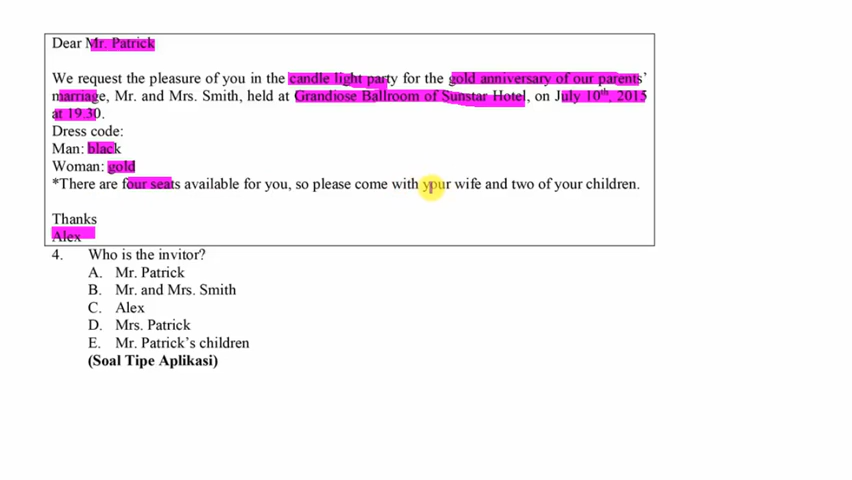 Dear Mr. Patrick
We request the pleasure of you in the candle light party for the gold anniversary of our parents’
marriage, Mr. and Mrs. Smith, held at Grandiose Ballroom of Sunstar Hotel, on July 10th, 2015
at 19.30.
Dress code:
Man: black
Woman: gold
*There are four seats available for you, so please come with your wife and two of your children.
Thanks
Alex
4. Who is the invitor?
A. Mr. Patrick
B. Mr. and Mrs. Smith
C. Alex
D. Mrs. Patrick
E. Mr. Patrick’s children
(Soal Tipe Aplikasi)